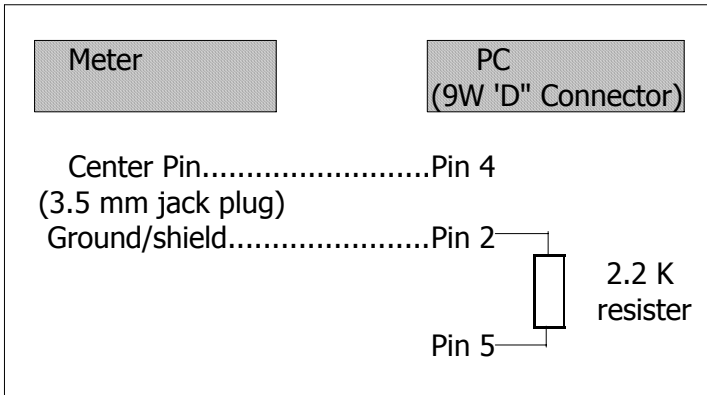 Meter
PC
(9W 'D" Connector)
Center Pin..........................Pin 4
(3.5 mm jack plug)
Ground/shield.......................Pin 2
2.2 K
resister
Pin 5